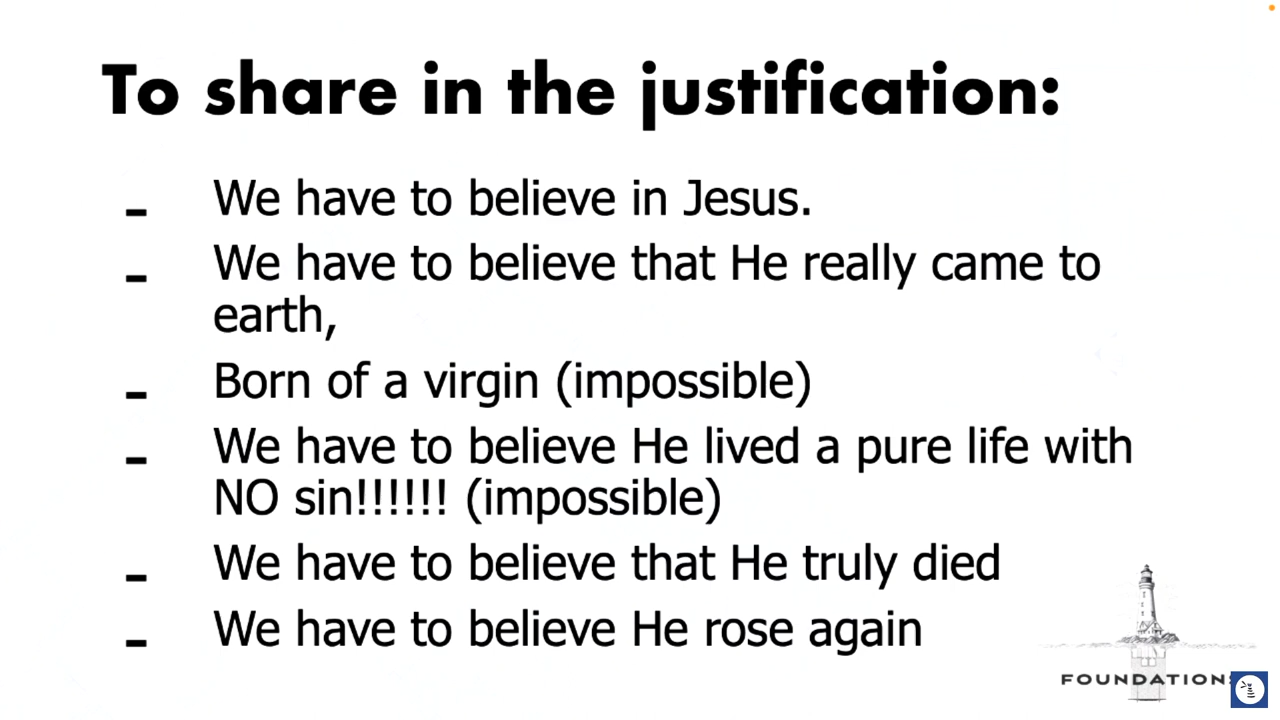 To share in the justification:
- We have to believe in Jesus.
- We have to believe that He really came to
earth,
- Born of a virgin (impossible)
- We have to believe He lived a pure life with
NO sin!!!!!! (impossible)
- We have to believe that He truly died
- We have to believe He rose again
FOUNDATIONS